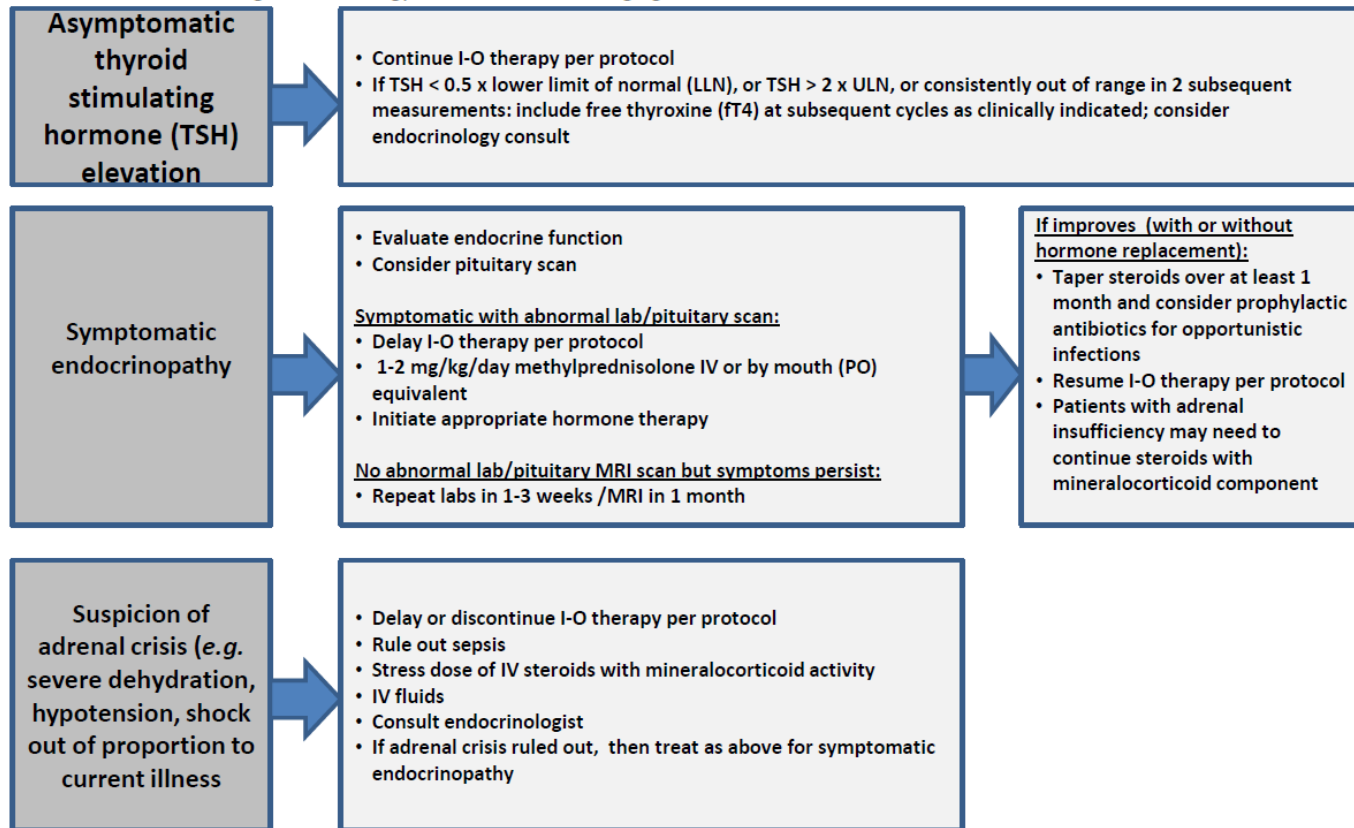 Asymptomatic
thyroid
stimulating
hormone (TSH)
elevation
• Continue I-O therapy per protocol
• If TSH < 0.5 x lower limit of normal (LLN), or TSH > 2 x ULN, or consistently out of range in 2 subsequent
measurements: include free thyroxine (fT4) at subsequent cycles as clinically indicated; consider
endocrinology consult
Symptomatic
endocrinopathy
• Evaluate endocrine function
• Consider pituitary scan
Symptomatic with abnormal lab/pituitary scan:
• Delay I-O therapy per protocol
• 1-2 mg/kg/day methylprednisolone IV or by mouth (PO)
equivalent
• Initiate appropriate hormone therapy
No abnormal lab/pituitary MRI scan but symptoms persist:
• Repeat labs in 1-3 weeks /MRI in 1 month
If improves (with or without
hormone replacement):
• Taper steroids over at least 1
month and consider prophylactic
antibiotics for opportunistic
infections
• Resume I-O therapy per protocol
• Patients with adrenal
insufficiency may need to
continue steroids with
mineralocorticoid component
Suspicion of
adrenal crisis (e.g.
severe dehydration,
hypotension, shock
out of proportion to
current illness
• Delay or discontinue I-O therapy per protocol
• Rule out sepsis
• Stress dose of IV steroids with mineralocorticoid activity
• IV fluids
• Consult endocrinologist
• If adrenal crisis ruled out, then treat as above for symptomatic
endocrinopathy